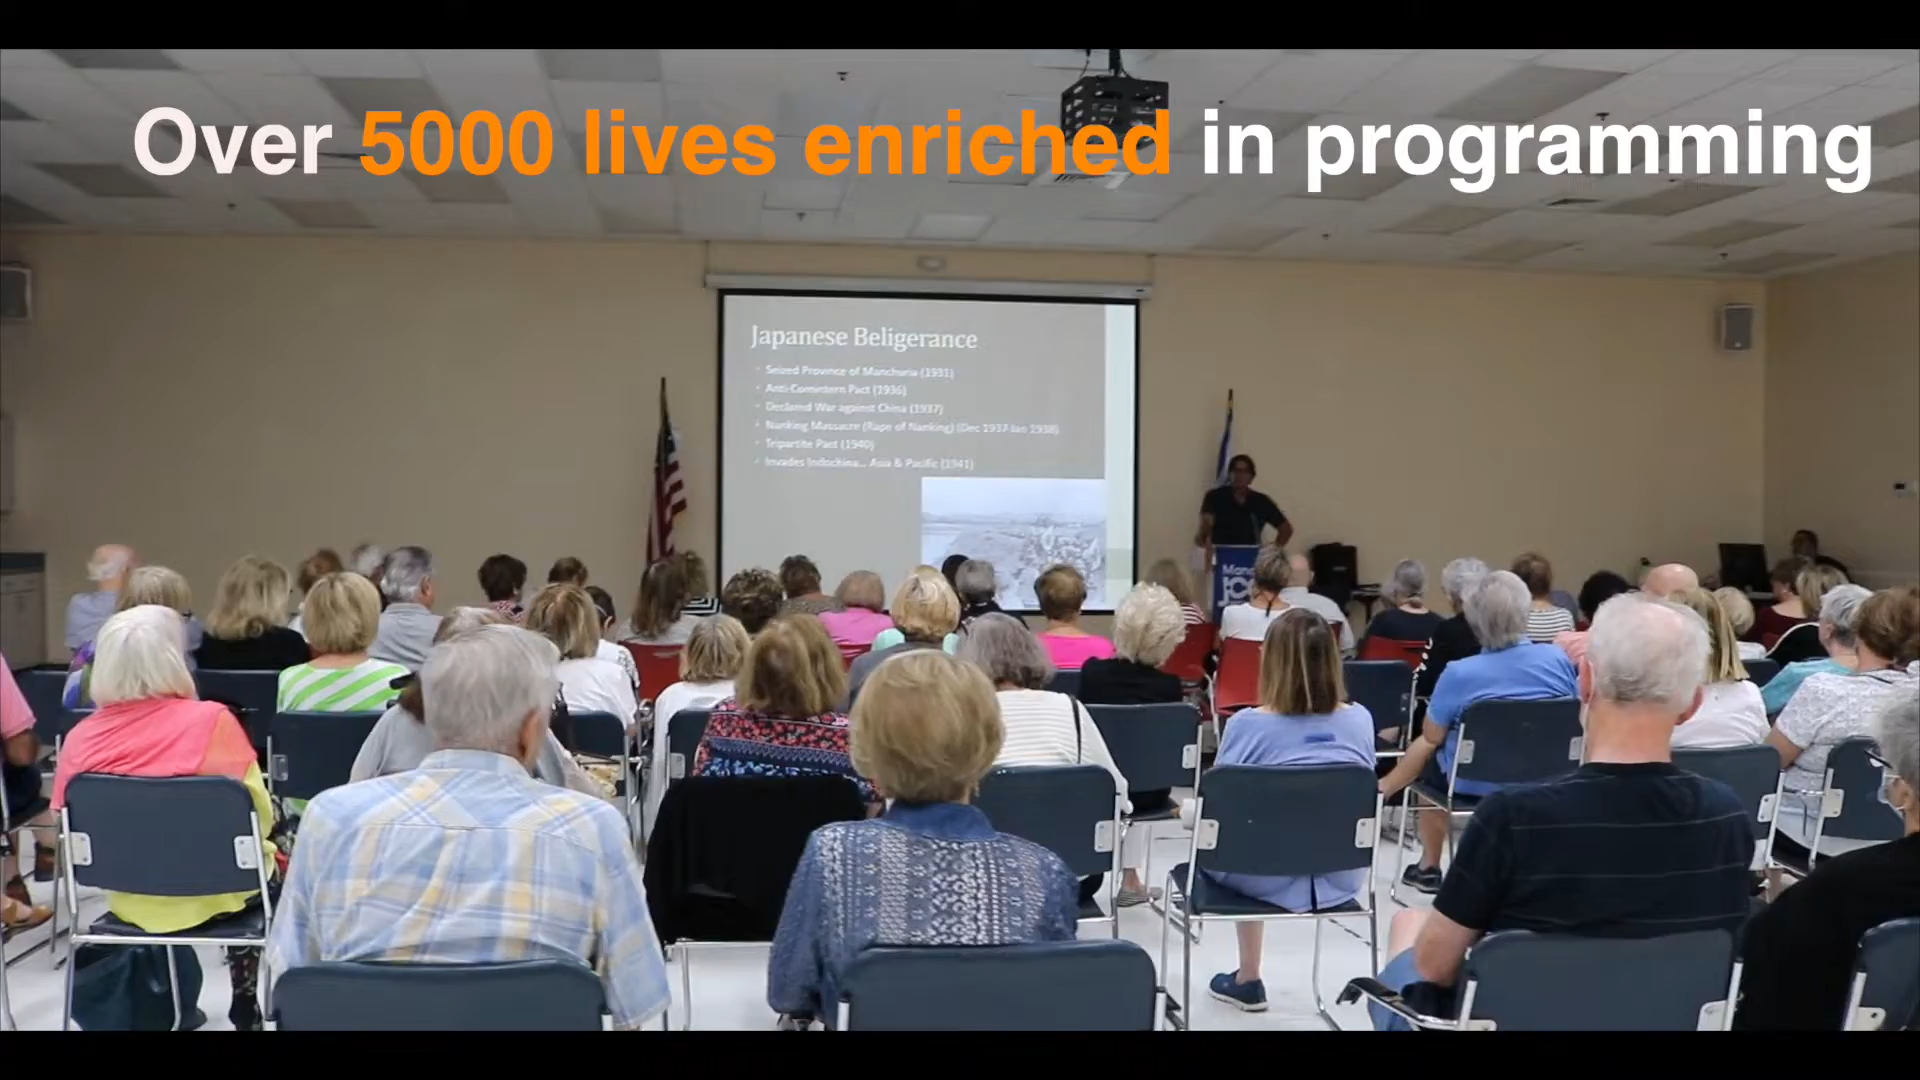 Over 5000 lives enriched in programming
Japanese Beligerance
Seized Province of Manchuria (1931)
Anti-Comintern Pact (1936)
Declared War against China (1937)
Nanking Massacre (Rape of Nanking) (Dec 1937-Jan 1938)
Tripartite Pact (1940)
Invades Indochina... Asia & Pacific (1941)
jcc